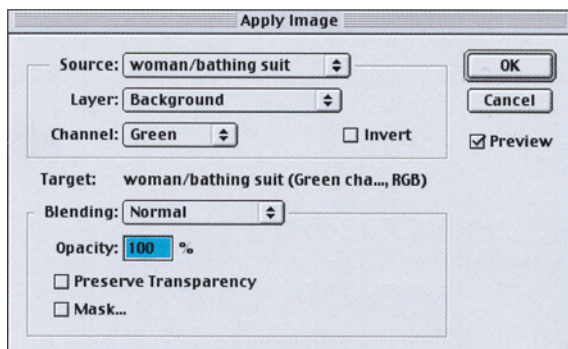 Apply Image
Source: woman/bathing suit
OK
Layer: Background
Cancel
Channel: Green
Invert
Preview
Target: woman/bathing suit (Green cha..., RGB)
Blending: Normal
Opacity: 100 %
Preserve Transparency
Mask...